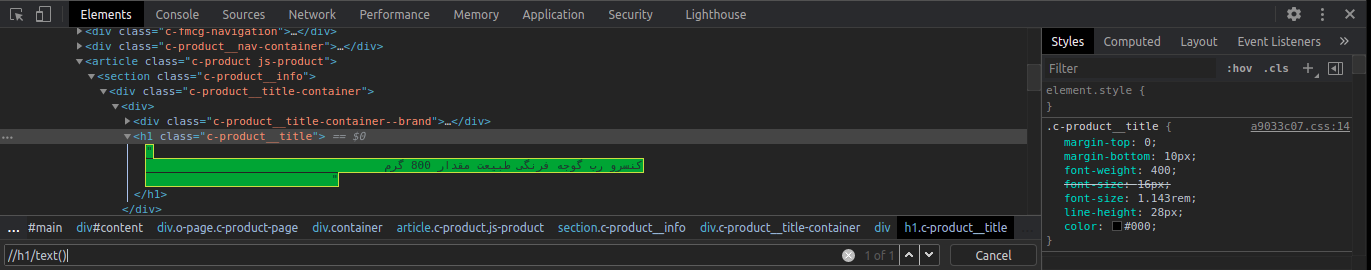 Elements Console Sources Network Performance Memory Application Security Lighthouse
<div class="c-fmcg-navigation">…</div>
<div class="c-product__nav-container">…</div>
<article class="c-product js-product">
<section class="c-product__info">
<div class="c-product__title-container">
<div>
<div class="c-product__title-container--brand">…</div>
… <h1 class="c-product__title"> == $0
"
کنسرو رب گوجه فرنگی طبیعت مقدار 800 گرم
"
</h1>
</div>
... #main div#content div.o-page.c-product-page div.container article.c-product.js-product section.c-product__info div.c-product__title-container div h1.c-product__title ...
//h1/text() 1 of 1 Cancel
Styles Computed Layout Event Listeners »
Filter :hov .cls +
element.style {
}
.c-product__title { a9033c07.css:14
margin-top: 0;
margin-bottom: 10px;
font-weight: 400;
font-size: 16px;
font-size: 1.143rem;
line-height: 28px;
color: #000;
}